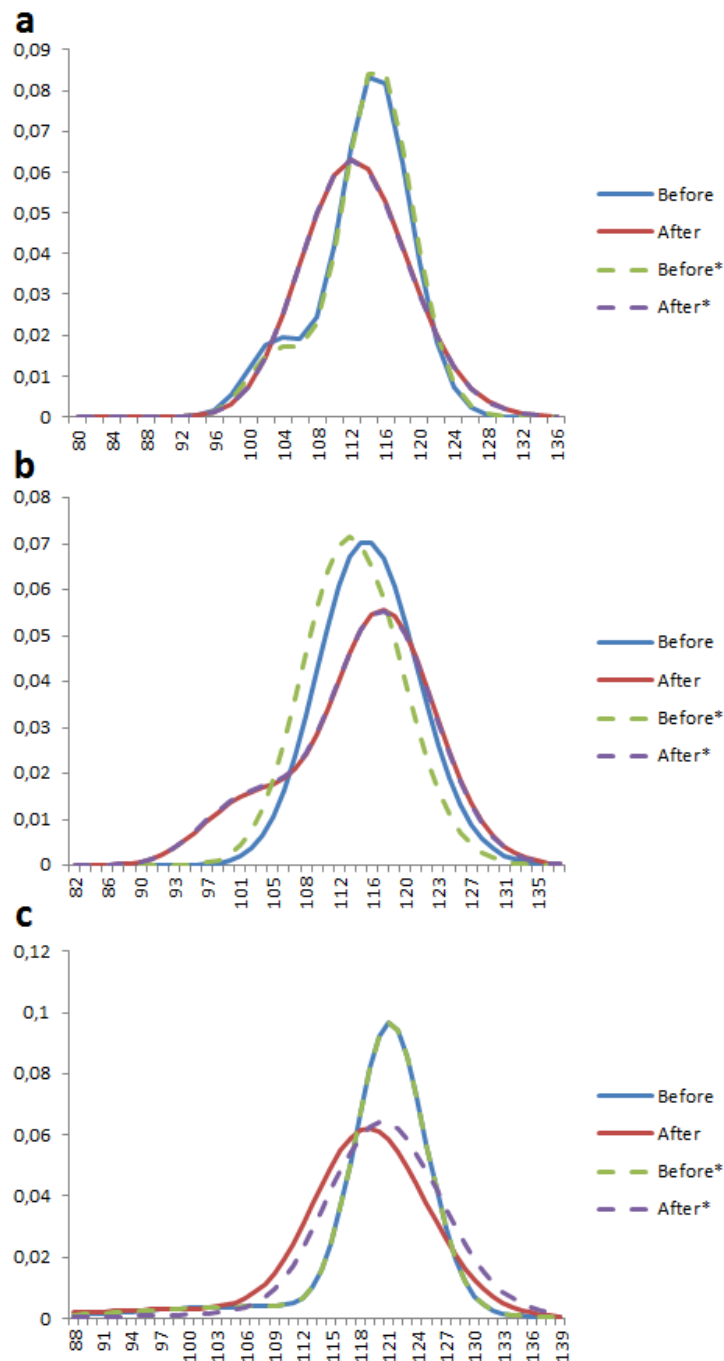 a
0,09
0,08
0,07
0,06
0,05
0,04
0,03
0,02
0,01
0
80 84 88 92 96 100 104 108 112 116 120 124 128 132 136
Before
After
Before*
After*
b
0,08
0,07
0,06
0,05
0,04
0,03
0,02
0,01
0
82 86 90 93 97 101 105 108 112 116 120 123 127 131 135
Before
After
Before*
After*
c
0,12
0,1
0,08
0,06
0,04
0,02
0
88 91 94 97 100 103 106 109 112 115 118 121 124 127 130 133 136 139
Before
After
Before*
After*